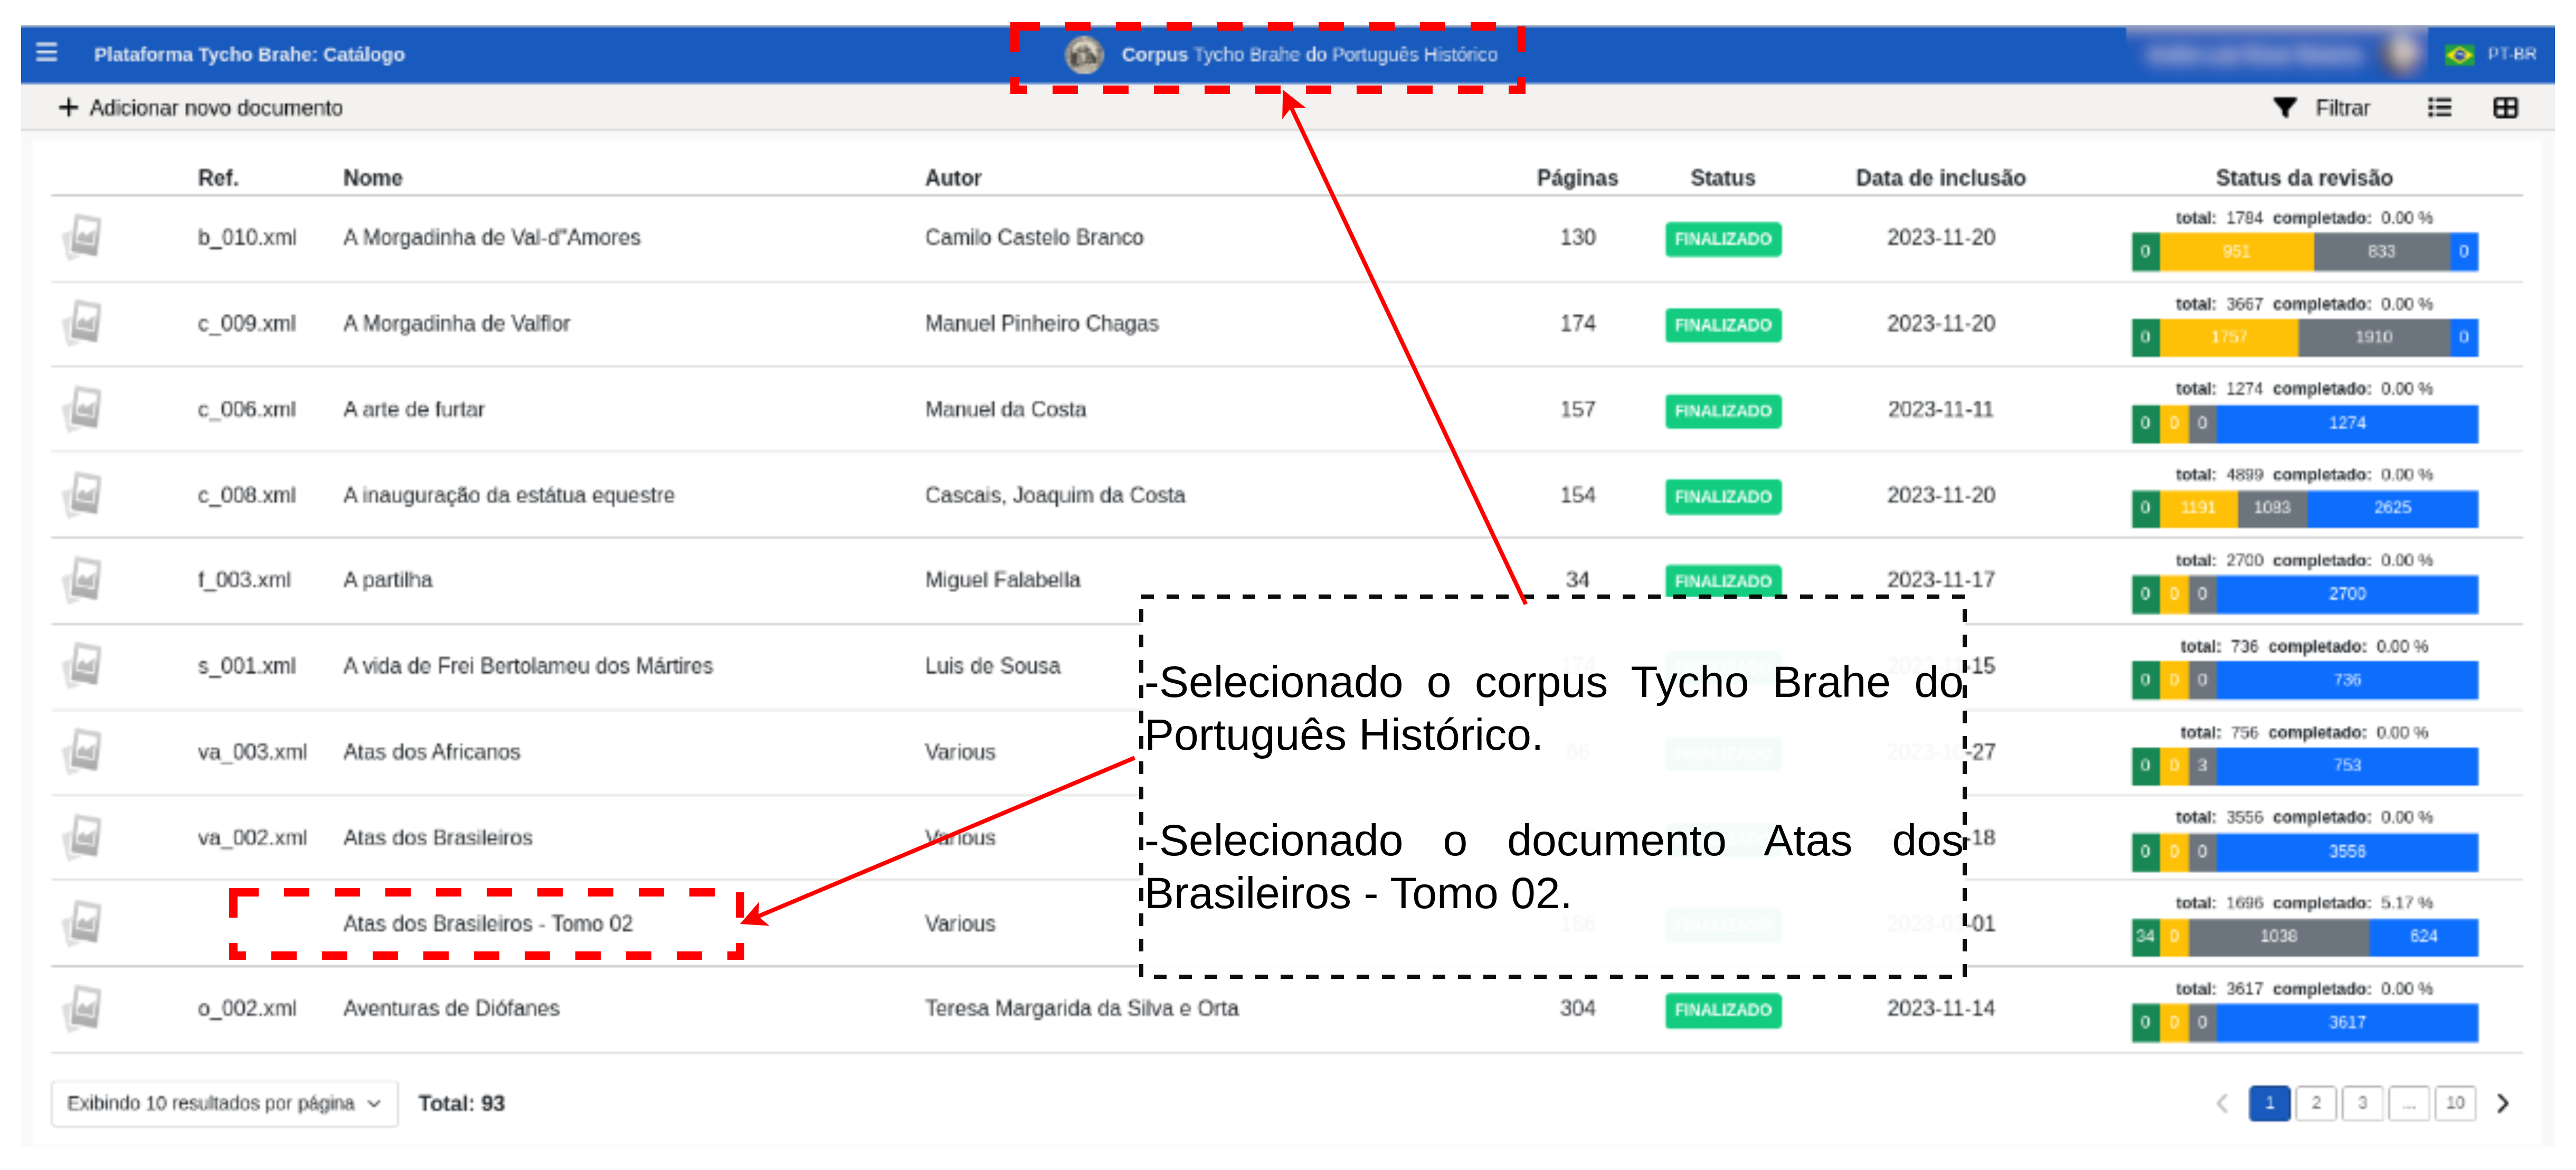 Plataforma Tycho Brahe: Catálogo
Corpus Tycho Brahe do Português Histórico
PT-BR
+ Adicionar novo documento
Filtrar
Ref. Nome Autor Páginas Status Data de inclusão Status da revisão
total: 1784 completado: 0.00 %
b_010.xml A Morgadinha de Val-d"Amores Camilo Castelo Branco 130 FINALIZADO 2023-11-20
0 951 833 0
total: 3667 completado: 0.00 %
c_009.xml A Morgadinha de Valflor Manuel Pinheiro Chagas 174 FINALIZADO 2023-11-20
0 1757 1910 0
total: 1274 completado: 0.00 %
c_006.xml A arte de furtar Manuel da Costa 157 FINALIZADO 2023-11-11
0 0 0 1274
total: 4899 completado: 0.00 %
c_008.xml A inauguração da estátua equestre Cascais, Joaquim da Costa 154 FINALIZADO 2023-11-20
0 1191 1083 2625
total: 2700 completado: 0.00 %
f_003.xml A partilha Miguel Falabella 34 FINALIZADO 2023-11-17
0 0 0 2700
total: 736 completado: 0.00 %
s_001.xml A vida de Frei Bertolameu dos Mártires Luis de Sousa -15
0 0 0 736
total: 756 completado: 0.00 %
va_003.xml Atas dos Africanos Various -27
0 0 3 753
total: 3556 completado: 0.00 %
va_002.xml Atas dos Brasileiros Various -18
0 0 0 3556
total: 1696 completado: 5.17 %
Atas dos Brasileiros - Tomo 02 Various -01
34 0 1038 624
total: 3617 completado: 0.00 %
o_002.xml Aventuras de Diófanes Teresa Margarida da Silva e Orta 304 FINALIZADO 2023-11-14
0 0 0 3617
-Selecionado o corpus Tycho Brahe do
Português Histórico.
-Selecionado o documento Atas dos
Brasileiros - Tomo 02.
Exibindo 10 resultados por página Total: 93
1 2 3 ... 10